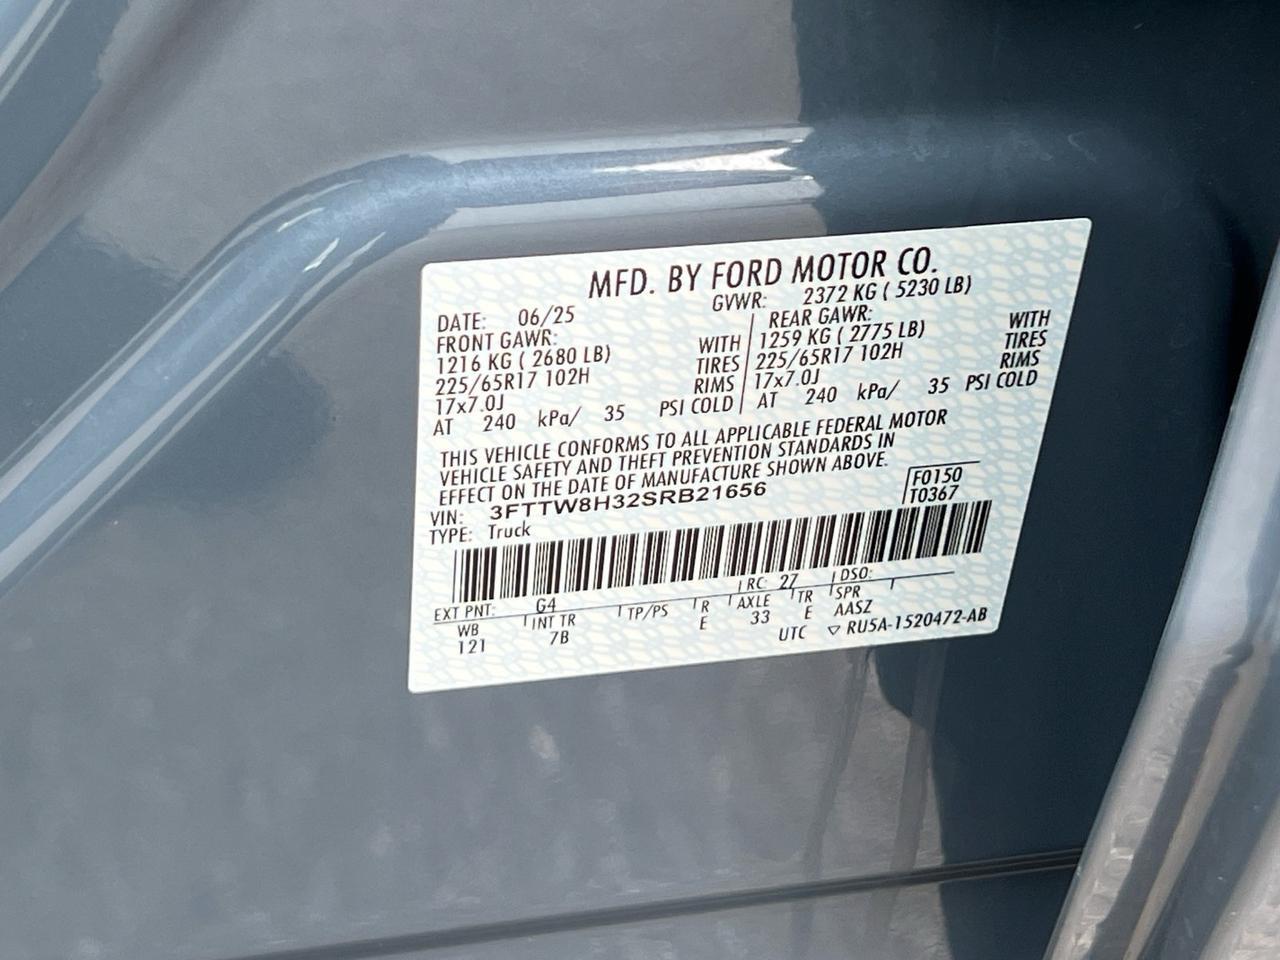 MFD. BY FORD MOTOR CO.
DATE: 06/25 GVWR: 2372 KG ( 5230 LB)
FRONT GAWR: REAR GAWR:
1216 KG ( 2680 LB) WITH 1259 KG ( 2775 LB) WITH
225/65R17 102H TIRES 225/65R17 102H TIRES
17x7.0J RIMS 17x7.0J RIMS
AT 240 kPa/ 35 PSI COLD AT 240 kPa/ 35 PSI COLD
THIS VEHICLE CONFORMS TO ALL APPLICABLE FEDERAL MOTOR
VEHICLE SAFETY AND THEFT PREVENTION STANDARDS IN
EFFECT ON THE DATE OF MANUFACTURE SHOWN ABOVE.
VIN: 3FTTW8H32SRB21656 F0150
TYPE: Truck T0367
EXT PNT: G4 RC: 27 DSO:
WB INT TR TP/PS R AXLE TR SPR
121 7B E 33 E AASZ
UTC ▽ RU5A-1520472-AB